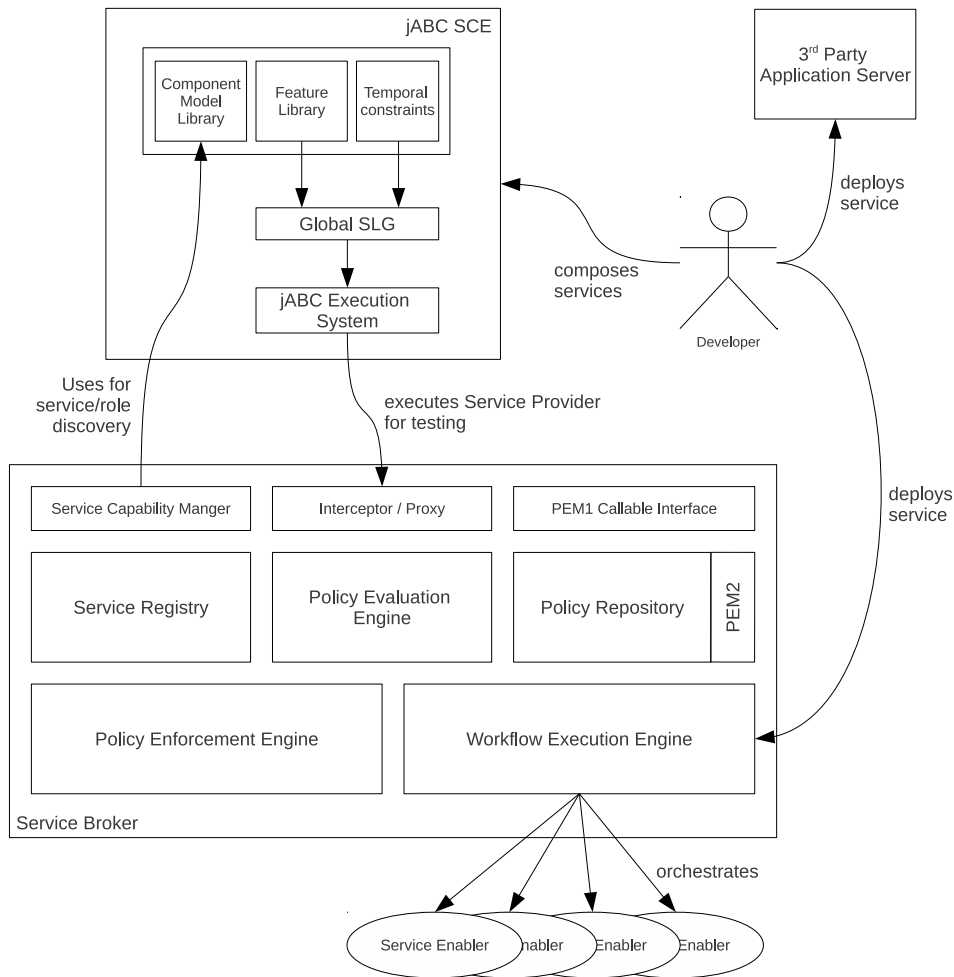 jABC SCE
Component
Model
Library
Feature
Library
Temporal
constraints
3rd Party
Application Server
Global SLG
jABC Execution
System
composes
services
deploys
service
Developer
Uses for
service/role
discovery
executes Service Provider
for testing
Service Capability Manger
Interceptor / Proxy
PEM1 Callable Interface
deploys
service
Service Registry
Policy Evaluation
Engine
Policy Repository
PEM2
Policy Enforcement Engine
Workflow Execution Engine
Service Broker
orchestrates
Service Enabler
nabler
Enabler
Enabler